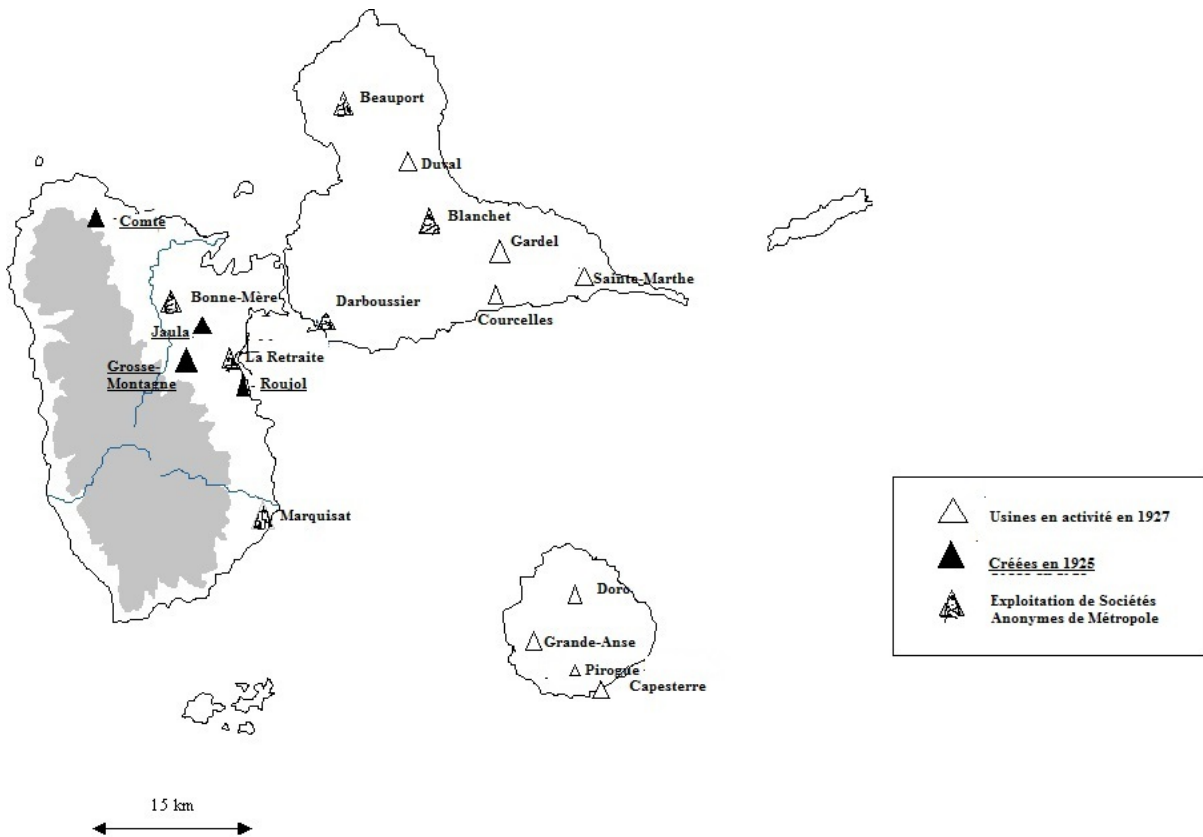 Beauport
Duval
Comté
Blanchet
Gardel
Sainte-Marthe
Bonne-Mère
Darboussier
Courcelles
Jaula
La Retraite
Grosse-
Montagne
Roujol
Marquisat
Usines en activité en 1927
Créées en 1925
Exploitation de Sociétés
Anonymes de Métropole
Doro
Grande-Anse
Pirogue
Capesterre
15 km